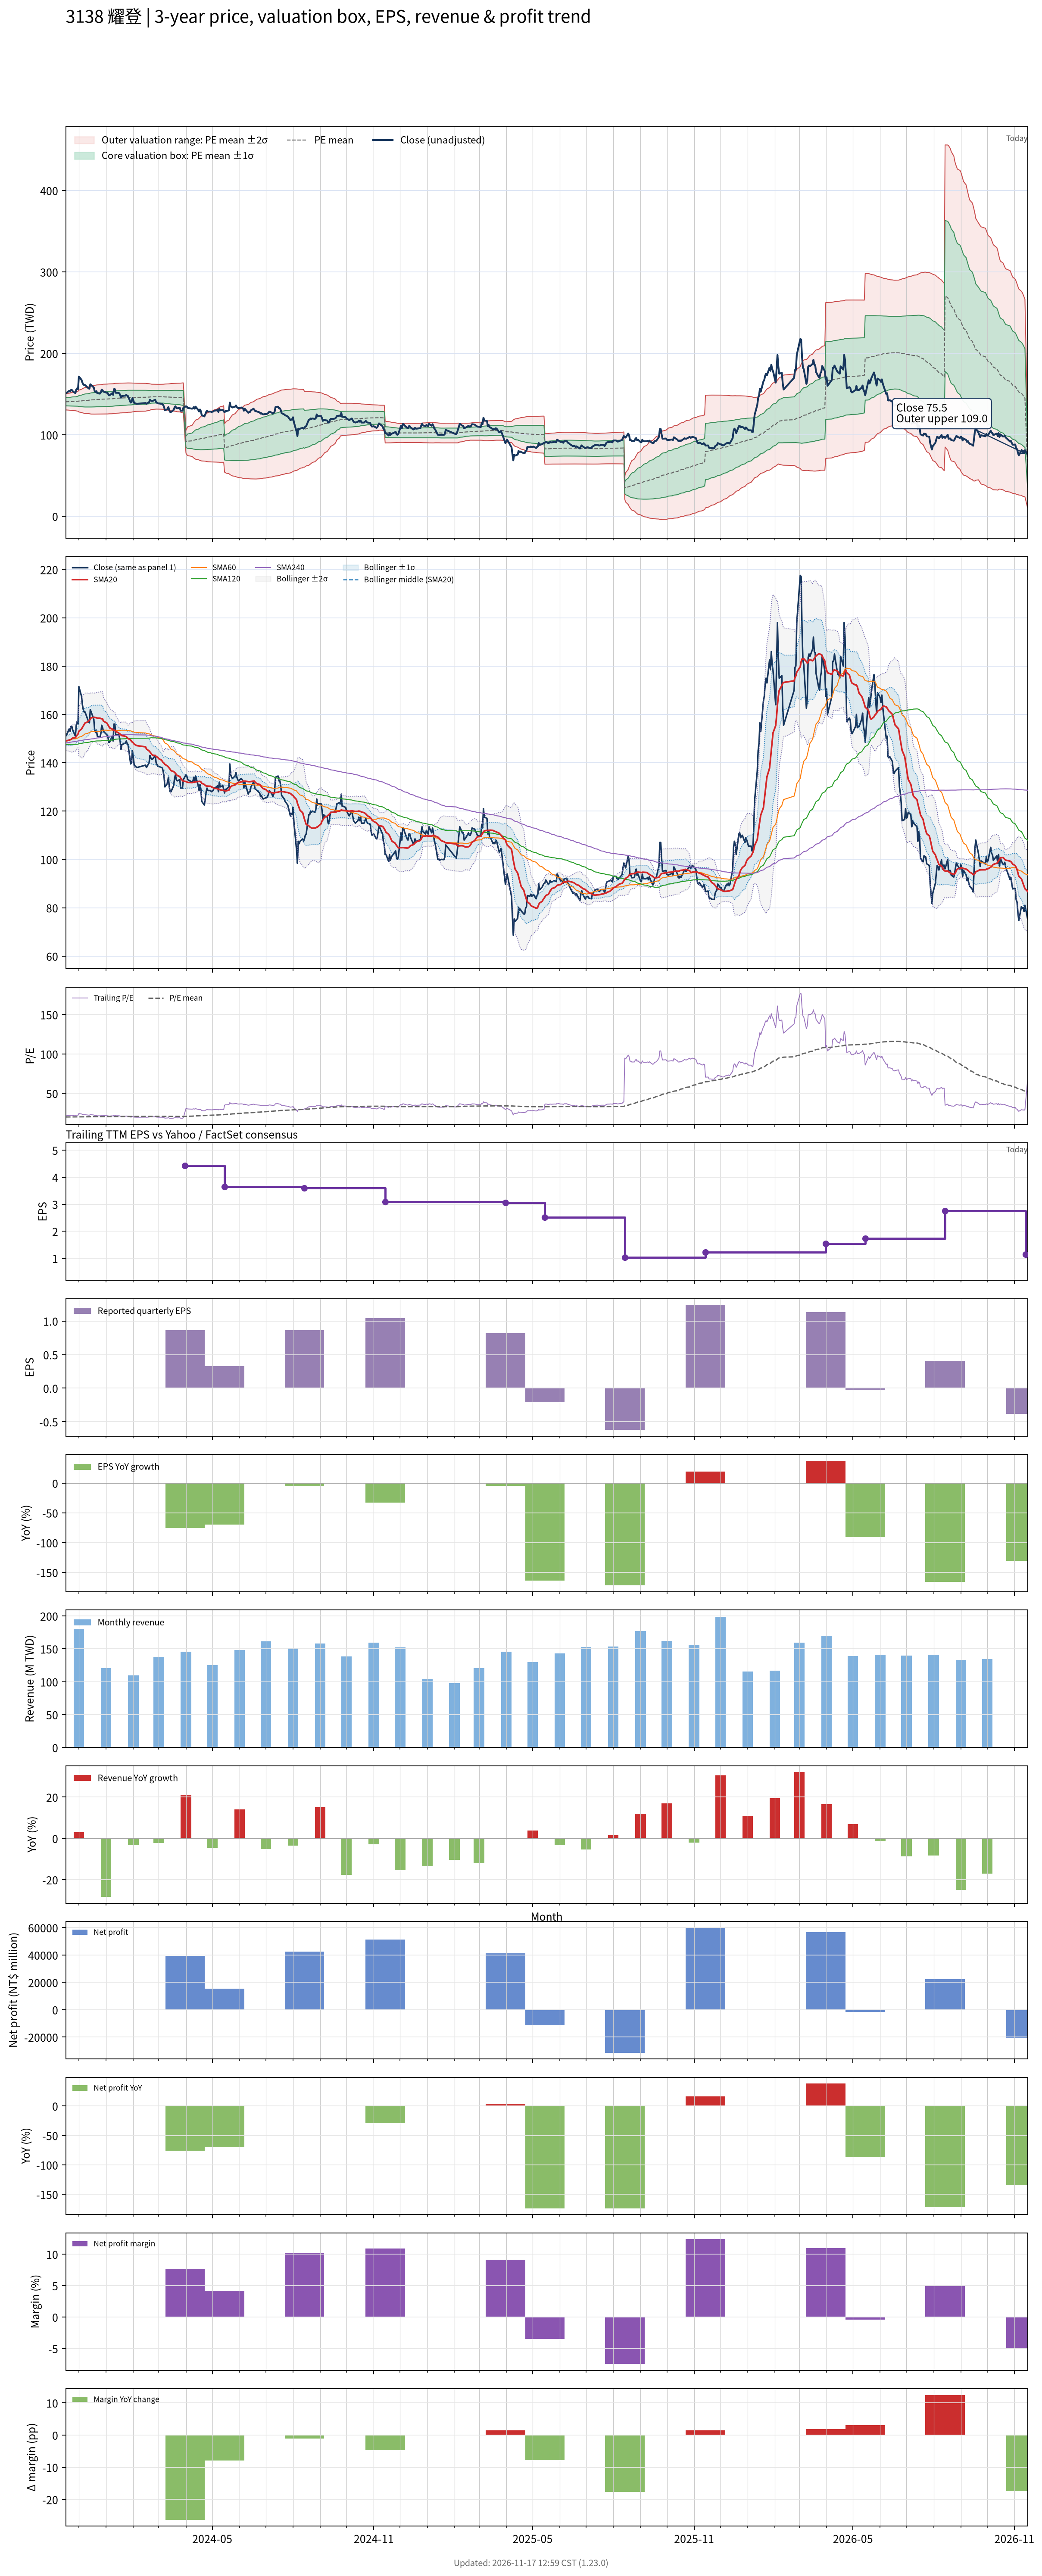 3138 耀登 | 3-year price, valuation box, EPS, revenue & profit trend
Outer valuation range: PE mean ±2σ
PE mean
Close (unadjusted)
Core valuation box: PE mean ±1σ
Today
400
300
200
100
0
Price (TWD)
Close 75.5
Outer upper 109.0
Close (same as panel 1)
SMA20
SMA60
SMA120
SMA240
Bollinger ±2σ
Bollinger ±1σ
Bollinger middle (SMA20)
220
200
180
160
140
120
100
80
60
Price
Trailing P/E
P/E mean
150
100
50
P/E
Trailing TTM EPS vs Yahoo / FactSet consensus
Today
5
4
3
2
1
EPS
Reported quarterly EPS
1.0
0.5
0.0
-0.5
EPS
EPS YoY growth
0
-50
-100
-150
YoY (%)
Monthly revenue
200
150
100
50
0
Revenue (M TWD)
Revenue YoY growth
20
0
-20
YoY (%)
Month
Net profit
60000
40000
20000
0
-20000
Net profit (NT$ million)
Net profit YoY
0
-50
-100
-150
YoY (%)
Net profit margin
10
5
0
-5
Margin (%)
Margin YoY change
10
0
-10
-20
Δ margin (pp)
2024-05
2024-11
2025-05
2025-11
2026-05
2026-11
Updated: 2026-11-17 12:59 CST (1.23.0)